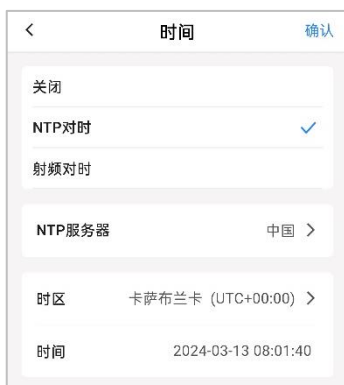 时间 确认
关闭
NTP对时
射频对时
NTP服务器 中国
时区 卡萨布兰卡 (UTC+00:00)
时间 2024-03-13 08:01:40